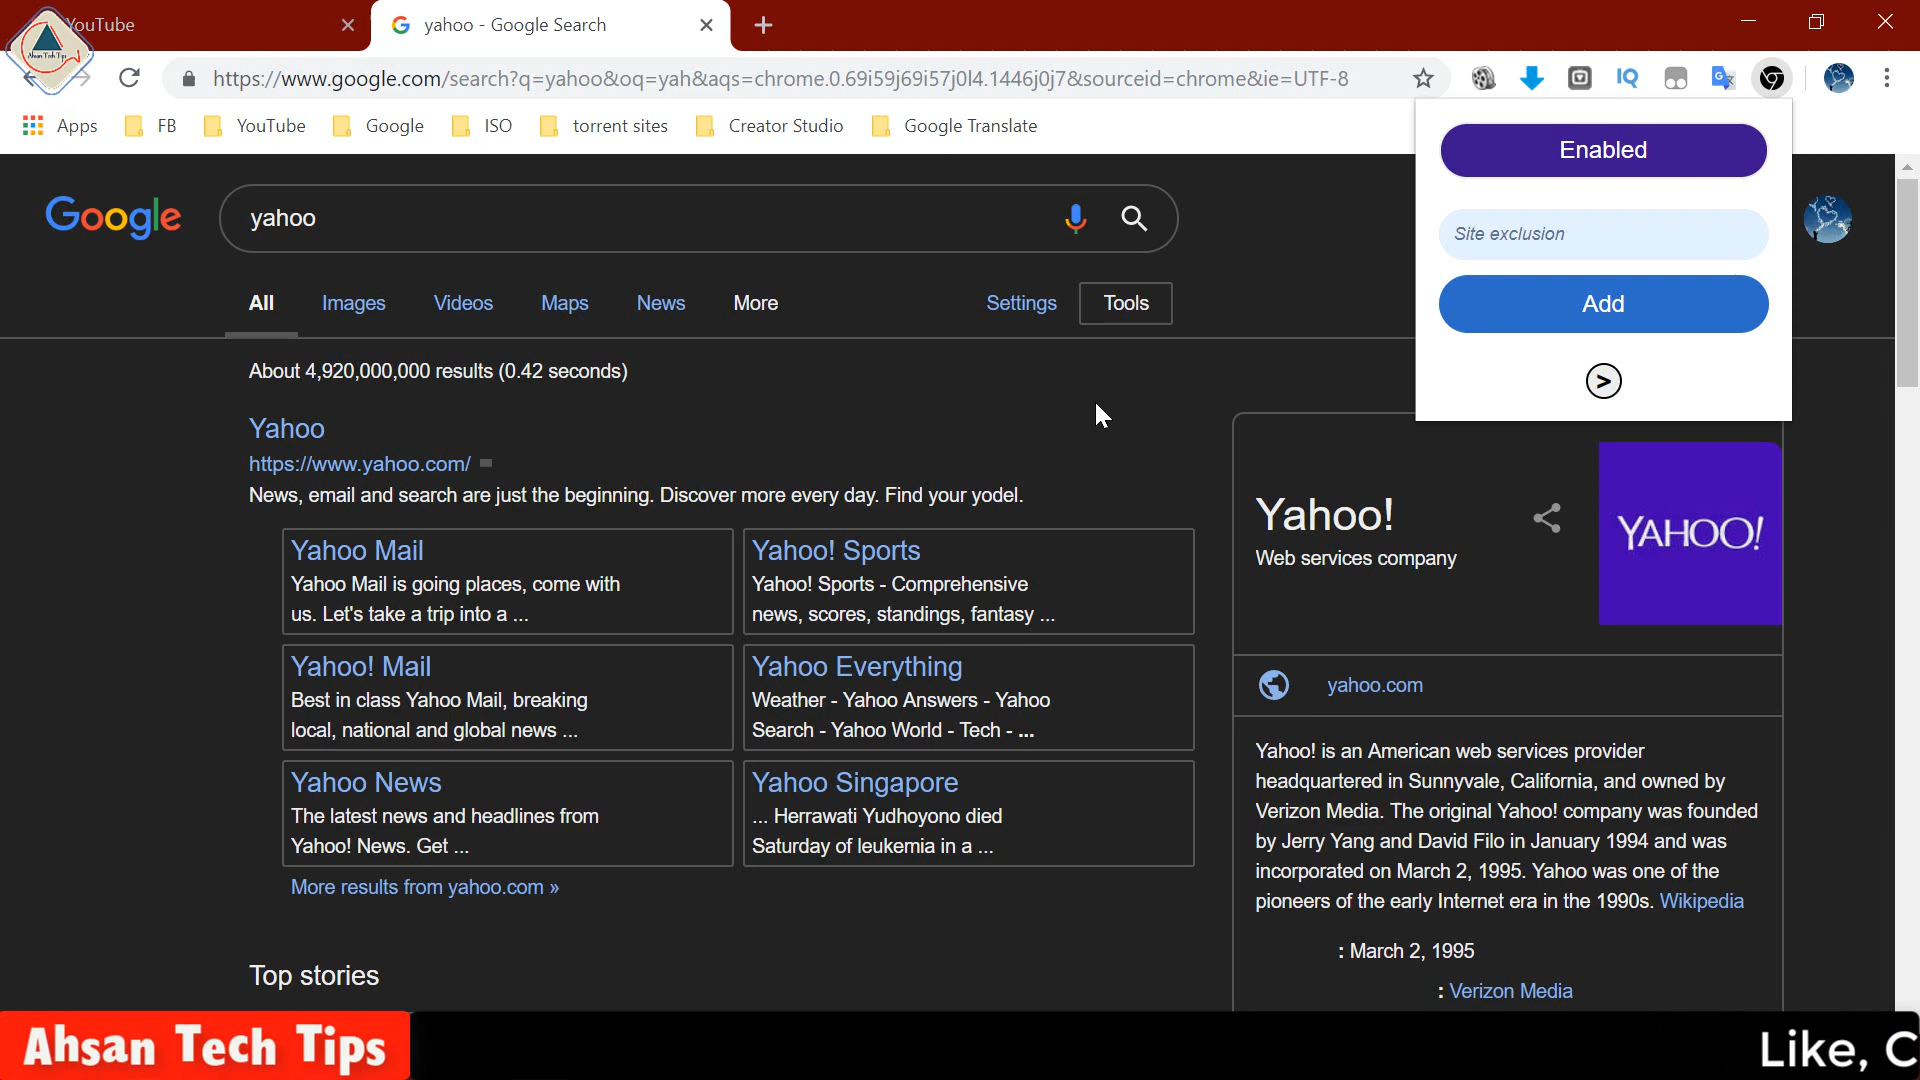 YouTube
yahoo - Google Search
Ahsan Tech Tips
https://www.google.com/search?q=yahoo&oq=yah&aqs=chrome.0.69i59j69i57j0l4.1446j0j7&sourceid=chrome&ie=UTF-8
IQ
Apps
FB
YouTube
Google
ISO
torrent sites
Creator Studio
Google Translate
Enabled
Site exclusion
Add
>
Google
yahoo
All
Images
Videos
Maps
News
More
Settings
Tools
About 4,920,000,000 results (0.42 seconds)
Yahoo
https://www.yahoo.com/
News, email and search are just the beginning. Discover more every day. Find your yodel.
Yahoo Mail
Yahoo Mail is going places, come with
us. Let's take a trip into a ...
Yahoo! Sports
Yahoo! Sports - Comprehensive
news, scores, standings, fantasy ...
Yahoo! Mail
Best in class Yahoo Mail, breaking
local, national and global news ...
Yahoo Everything
Weather - Yahoo Answers - Yahoo
Search - Yahoo World - Tech - ...
Yahoo News
The latest news and headlines from
Yahoo! News. Get ...
Yahoo Singapore
... Herrawati Yudhoyono died
Saturday of leukemia in a ...
More results from yahoo.com »
Top stories
Yahoo!
Web services company
YAHOO!
yahoo.com
Yahoo! is an American web services provider
headquartered in Sunnyvale, California, and owned by
Verizon Media. The original Yahoo! company was founded
by Jerry Yang and David Filo in January 1994 and was
incorporated on March 2, 1995. Yahoo was one of the
pioneers of the early Internet era in the 1990s. Wikipedia
: March 2, 1995
: Verizon Media
Ahsan Tech Tips
Like, C